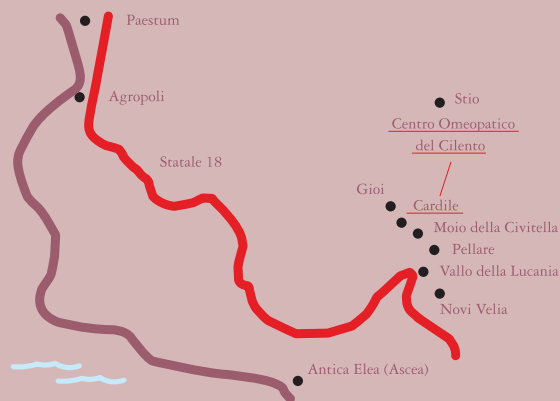 Paestum
Agropoli
Stio
Centro Omeopatico
del Cilento
Statale 18
Gioi
Cardile
Moio della Civitella
Pellare
Vallo della Lucania
Novi Velia
Antica Elea (Ascea)